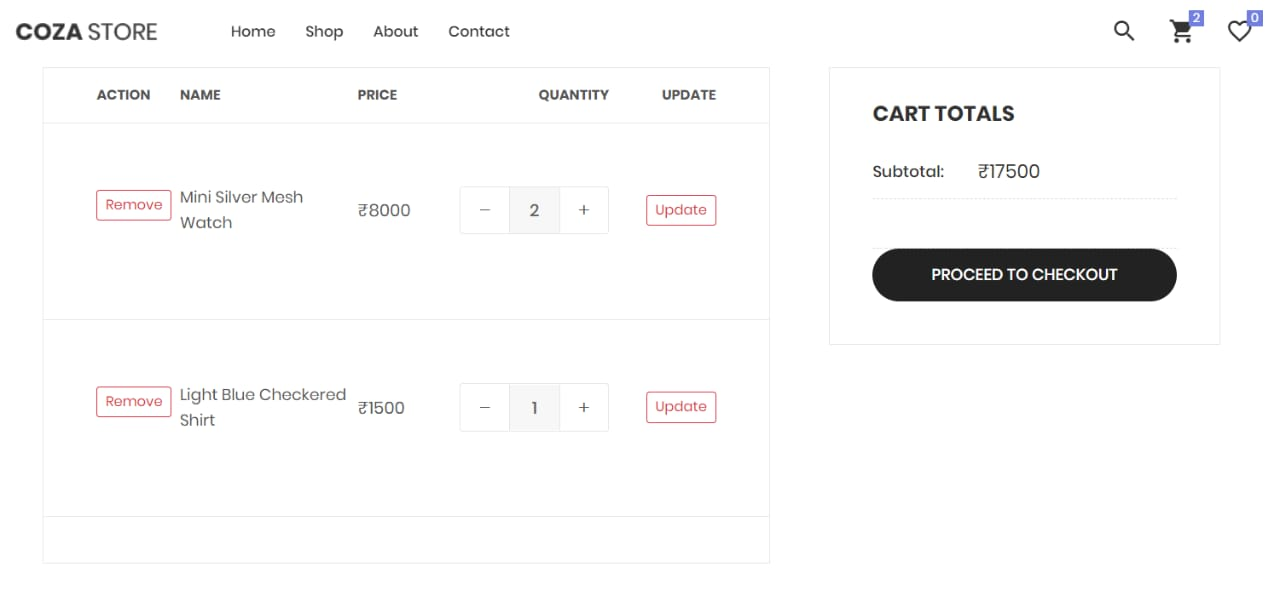 COZA STORE Home Shop About Contact 2 0
ACTION NAME PRICE QUANTITY UPDATE
Remove Mini Silver Mesh Watch ₹8000 − 2 + Update
Remove Light Blue Checkered Shirt ₹1500 − 1 + Update
CART TOTALS
Subtotal: ₹17500
PROCEED TO CHECKOUT